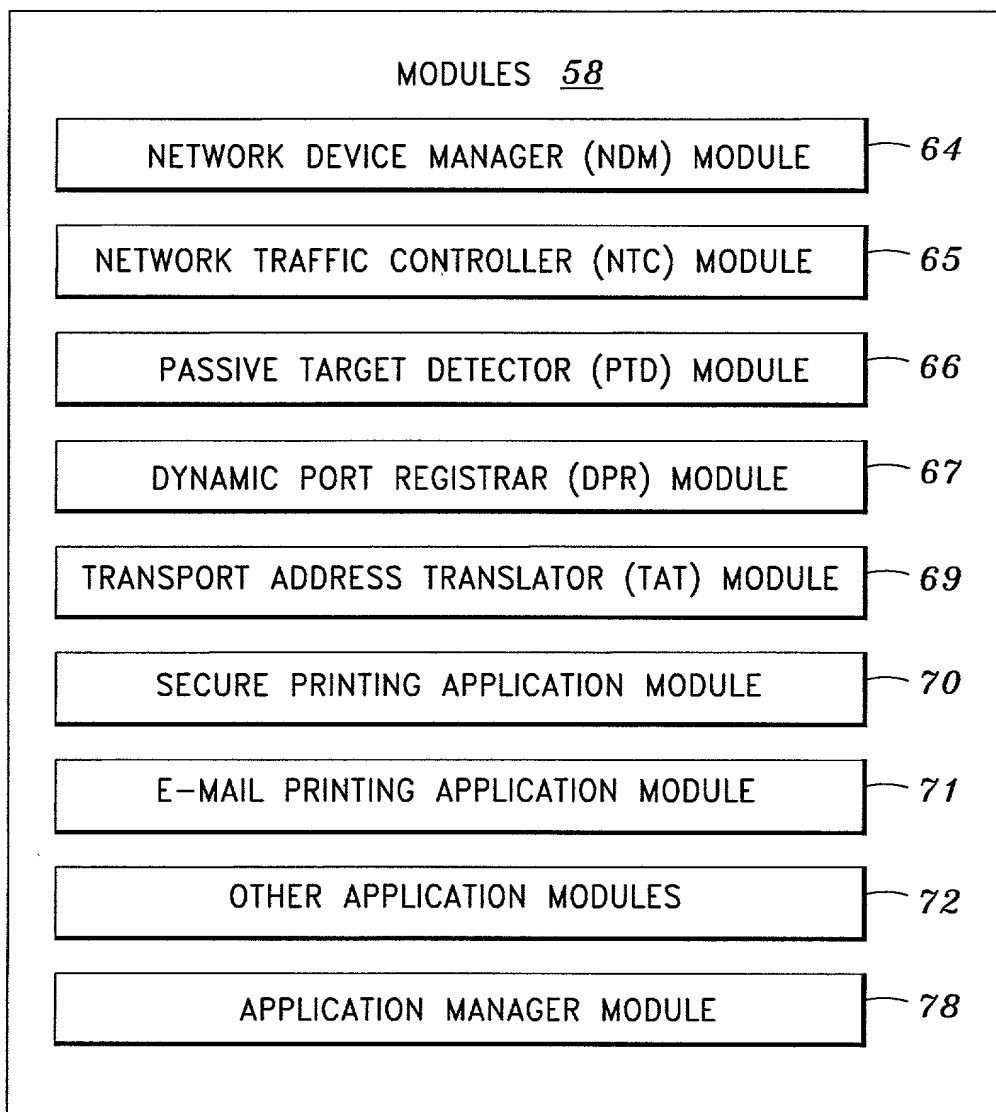 MODULES 58
NETWORK DEVICE MANAGER (NDM) MODULE 64
NETWORK TRAFFIC CONTROLLER (NTC) MODULE 65
PASSIVE TARGET DETECTOR (PTD) MODULE 66
DYNAMIC PORT REGISTRAR (DPR) MODULE 67
TRANSPORT ADDRESS TRANSLATOR (TAT) MODULE 69
SECURE PRINTING APPLICATION MODULE 70
E-MAIL PRINTING APPLICATION MODULE 71
OTHER APPLICATION MODULES 72
APPLICATION MANAGER MODULE 78